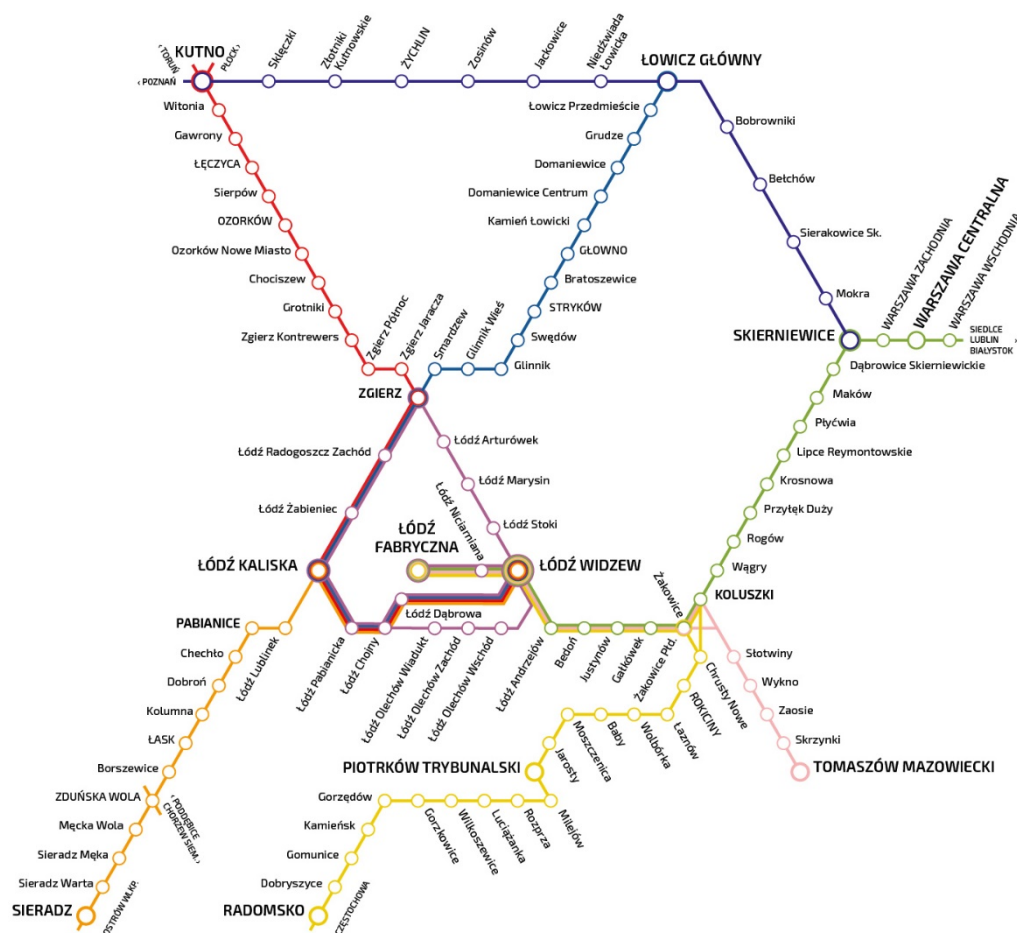 KUTNO
‹ TORUŃ
PŁOCK ›
‹ POZNAŃ
Sklęczki
Złotniki
Kutnowskie
ŻYCHLIN
Zosinów
Jackowice
Niedźwiada
Łowicka
ŁOWICZ GŁÓWNY
Witonia
Gawrony
ŁĘCZYCA
Sierpów
OZORKÓW
Ozorków Nowe Miasto
Chociszew
Grotniki
Zgierz Kontrewers
Zgierz Północ
Zgierz Jaracza
Smardzew
Glinnik Wieś
Glinnik
Swędów
STRYKÓW
Bratoszewice
GŁOWNO
Kamień Łowicki
Domaniewice Centrum
Domaniewice
Grudze
Łowicz Przedmieście
Bobrowniki
Bełchów
Sierakowice Sk.
Mokra
SKIERNIEWICE
WARSZAWA ZACHODNIA
WARSZAWA CENTRALNA
WARSZAWA WSCHODNIA
SIEDLCE
LUBLIN
BIAŁYSTOK ›
Dąbrowice Skierniewickie
Maków
Płyćwia
Lipce Reymontowskie
Krosnowa
Przyłęk Duży
Rogów
Wągry
KOLUSZKI
ZGIERZ
Łódź Radogoszcz Zachód
Łódź Żabieniec
Łódź Arturówek
Łódź Marysin
Łódź Stoki
Łódź Niciarniana
ŁÓDŹ
FABRYCZNA
ŁÓDŹ WIDZEW
ŁÓDŹ KALISKA
Łódź Dąbrowa
PABIANICE
Łódź Lublinek
Łódź Pabianicka
Łódź Chojny
Łódź Olechów Wiadukt
Łódź Olechów Zachód
Łódź Olechów Wschód
Łódź Andrzejów
Bedoń
Justynów
Gałkówek
Żakowice Płd.
Żakowice
Chrusty Nowe
ROKICINY
Łaznów
Wolbórka
Baby
Moszczenica
Jarosty
PIOTRKÓW TRYBUNALSKI
Słotwiny
Wykno
Zaosie
Skrzynki
TOMASZÓW MAZOWIECKI
Chechło
Dobroń
Kolumna
ŁASK
Borszewice
ZDUŃSKA WOLA
‹ PODDĘBICE
CHORZEW SIEM. ›
Męcka Wola
Sieradz Męka
Sieradz Warta
SIERADZ
‹ OSTRÓW WLKP.
Milejów
Rozprza
Luciążanka
Wilkoszewice
Gorzkowice
Gorzędów
Kamieńsk
Gomunice
Dobryszyce
RADOMSKO
‹ CZĘSTOCHOWA